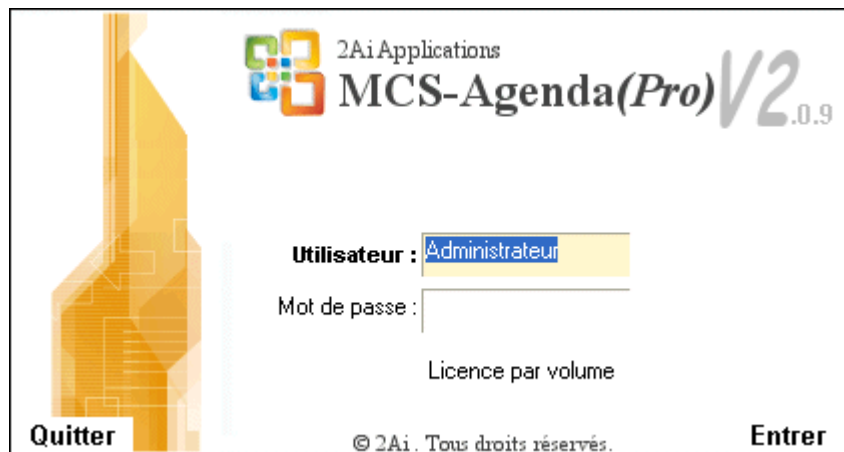 2Ai Applications
MCS-Agenda(Pro) V2.0.9
Utilisateur : Administrateur
Mot de passe :
Licence par volume
Quitter
© 2Ai . Tous droits réservés.
Entrer